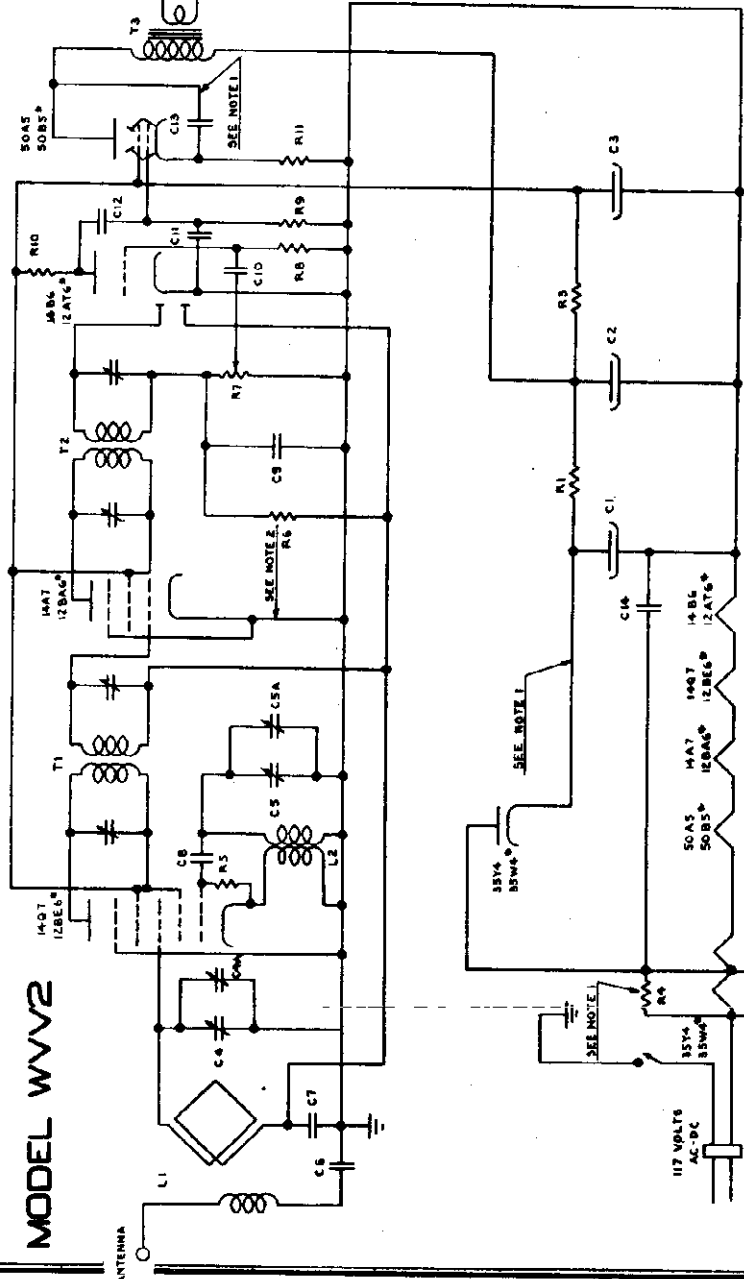 MODEL WVV2
ANTENNA
L1
C6
C7
C4
14Q7
12BE6*
C8
R5
L2
C5
C5A
T1
14A7
12BA6*
SEE NOTE 2
R6
C9
T2
R7
14B6
12AT6*
R10
C10
C11
C12
R8
R9
R11
50A5
50B5*
C13
SEE NOTE 1
T3
117 VOLTS
AC-DC
SEE NOTE 1
R4
35Y4
35W4*
35Y4
35W4*
SEE NOTE 1
C14
C1
R1
C2
R3
C3
50A5
50B5*
14A7
12BA6*
14Q7
12BE6*
14B6
12AT6*